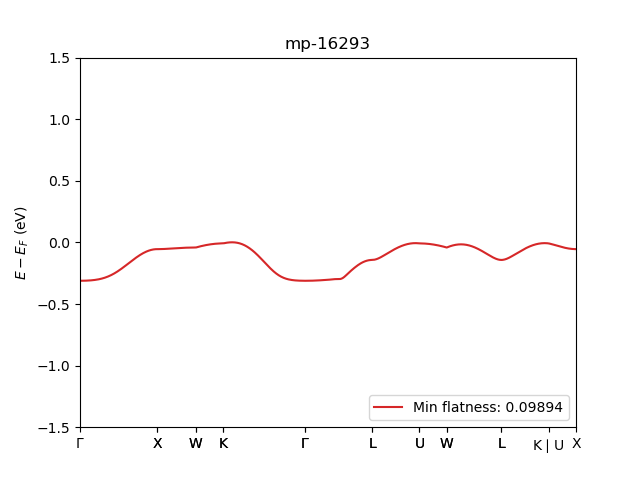 mp-16293
1.5
1.0
0.5
0.0
−0.5
−1.0
−1.5
E − E_F (eV)
Min flatness: 0.09894
Γ X W K Γ L U W L K | U X